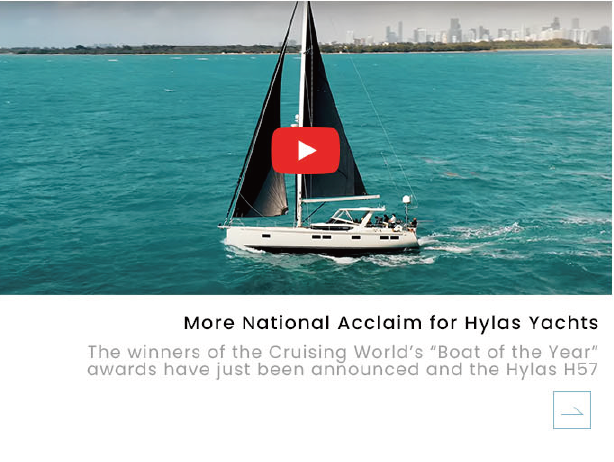 More National Acclaim for Hylas Yachts
The winners of the Cruising World’s “Boat of the Year”
awards have just been announced and the Hylas H57